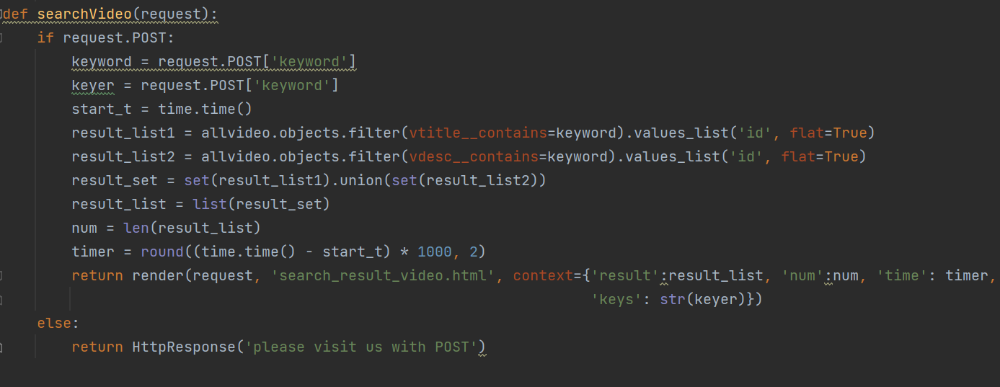 def searchVideo(request):
    if request.POST:
        keyword = request.POST['keyword']
        keyer = request.POST['keyword']
        start_t = time.time()
        result_list1 = allvideo.objects.filter(vtitle__contains=keyword).values_list('id', flat=True)
        result_list2 = allvideo.objects.filter(vdesc__contains=keyword).values_list('id', flat=True)
        result_set = set(result_list1).union(set(result_list2))
        result_list = list(result_set)
        num = len(result_list)
        timer = round((time.time() - start_t) * 1000, 2)
        return render(request, 'search_result_video.html', context={'result':result_list, 'num':num, 'time': timer,
                                                                    'keys': str(keyer)})
    else:
        return HttpResponse('please visit us with POST')